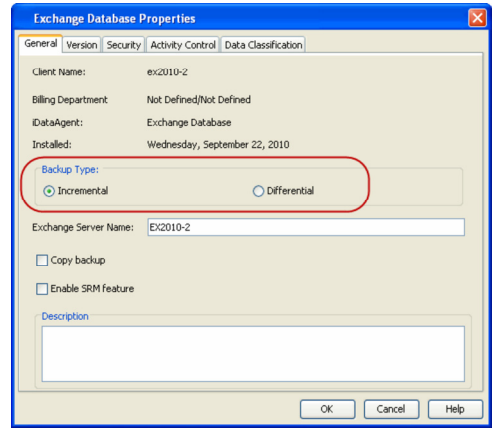 Exchange Database Properties
General Version Security Activity Control Data Classification
Client Name: ex2010-2
Billing Department Not Defined/Not Defined
iDataAgent: Exchange Database
Installed: Wednesday, September 22, 2010
Backup Type:
Incremental Differential
Exchange Server Name: EX2010-2
Copy backup
Enable SRM feature
Description
OK Cancel Help